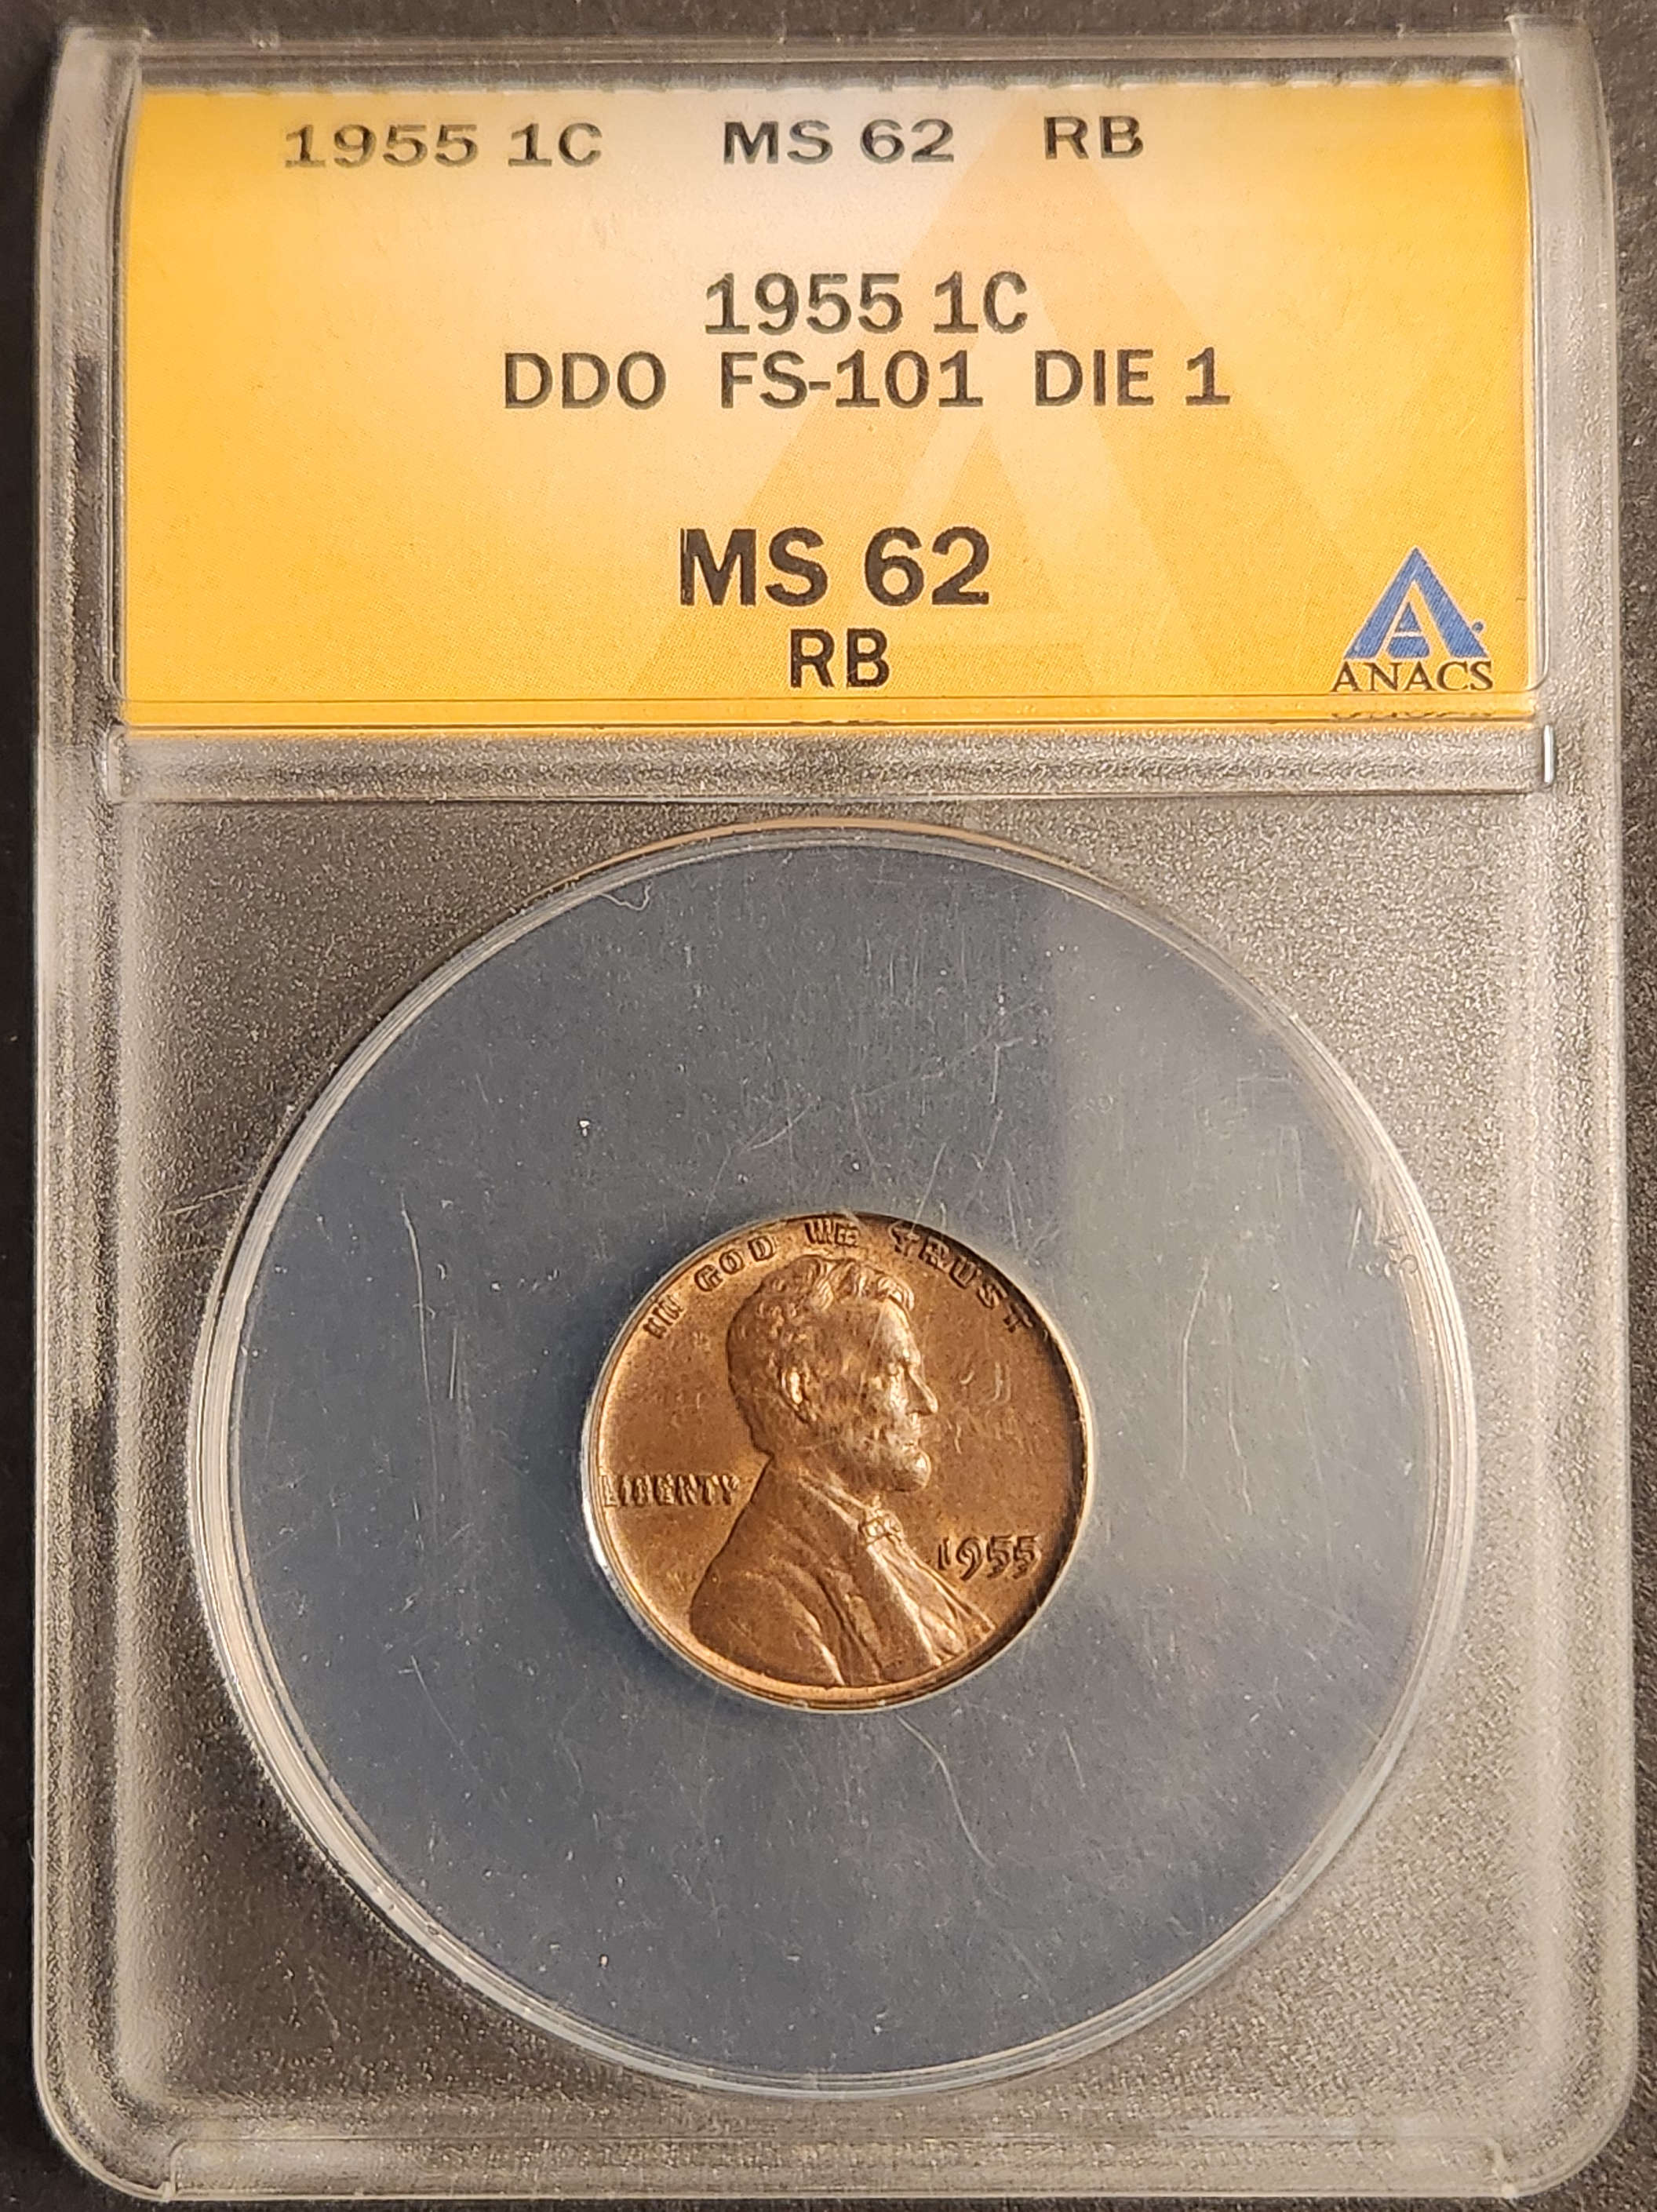 1955 1C MS 62 RB
1955 1C
DDO FS-101 DIE 1
MS 62
RB
ANACS
IN GOD WE TRUST
LIBERTY
1955